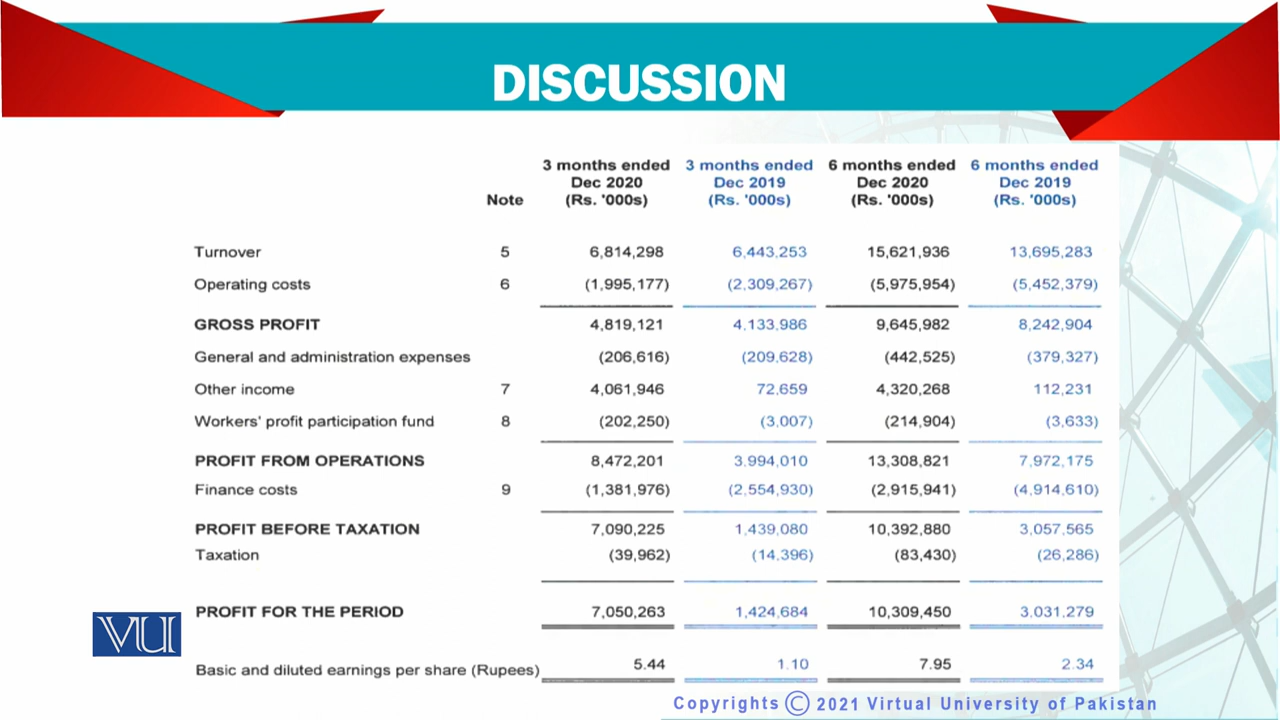 DISCUSSION
3 months ended 3 months ended 6 months ended 6 months ended
Dec 2020 Dec 2019 Dec 2020 Dec 2019
Note (Rs. '000s) (Rs. '000s) (Rs. '000s) (Rs. '000s)
Turnover 5 6,814,298 6,443,253 15,621,936 13,695,283
Operating costs 6 (1,995,177) (2,309,267) (5,975,954) (5,452,379)
GROSS PROFIT 4,819,121 4,133,986 9,645,982 8,242,904
General and administration expenses (206,616) (209,628) (442,525) (379,327)
Other income 7 4,061,946 72,659 4,320,268 112,231
Workers' profit participation fund 8 (202,250) (3,007) (214,904) (3,633)
PROFIT FROM OPERATIONS 8,472,201 3,994,010 13,308,821 7,972,175
Finance costs 9 (1,381,976) (2,554,930) (2,915,941) (4,914,610)
PROFIT BEFORE TAXATION 7,090,225 1,439,080 10,392,880 3,057,565
Taxation (39,962) (14,396) (83,430) (26,286)
PROFIT FOR THE PERIOD 7,050,263 1,424,684 10,309,450 3,031,279
VU
Basic and diluted earnings per share (Rupees) 5.44 1.10 7.95 2.34
Copyrights © 2021 Virtual University of Pakistan